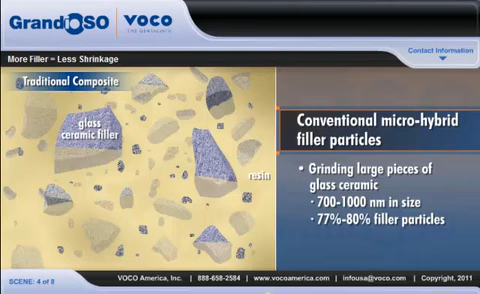 GrandiOSO
VOCO
THE DENTALISTS
Contact Information
More Filler = Less Shrinkage
Traditional Composite
glass
ceramic filler
resin
Conventional micro-hybrid
filler particles
• Grinding large pieces of
glass ceramic
• 700-1000 nm in size
• 77%-80% filler particles
SCENE: 4 of 8
VOCO America, Inc. | 888-658-2584 | www.vocoamerica.com | infousa@voco.com | Copyright, 2011